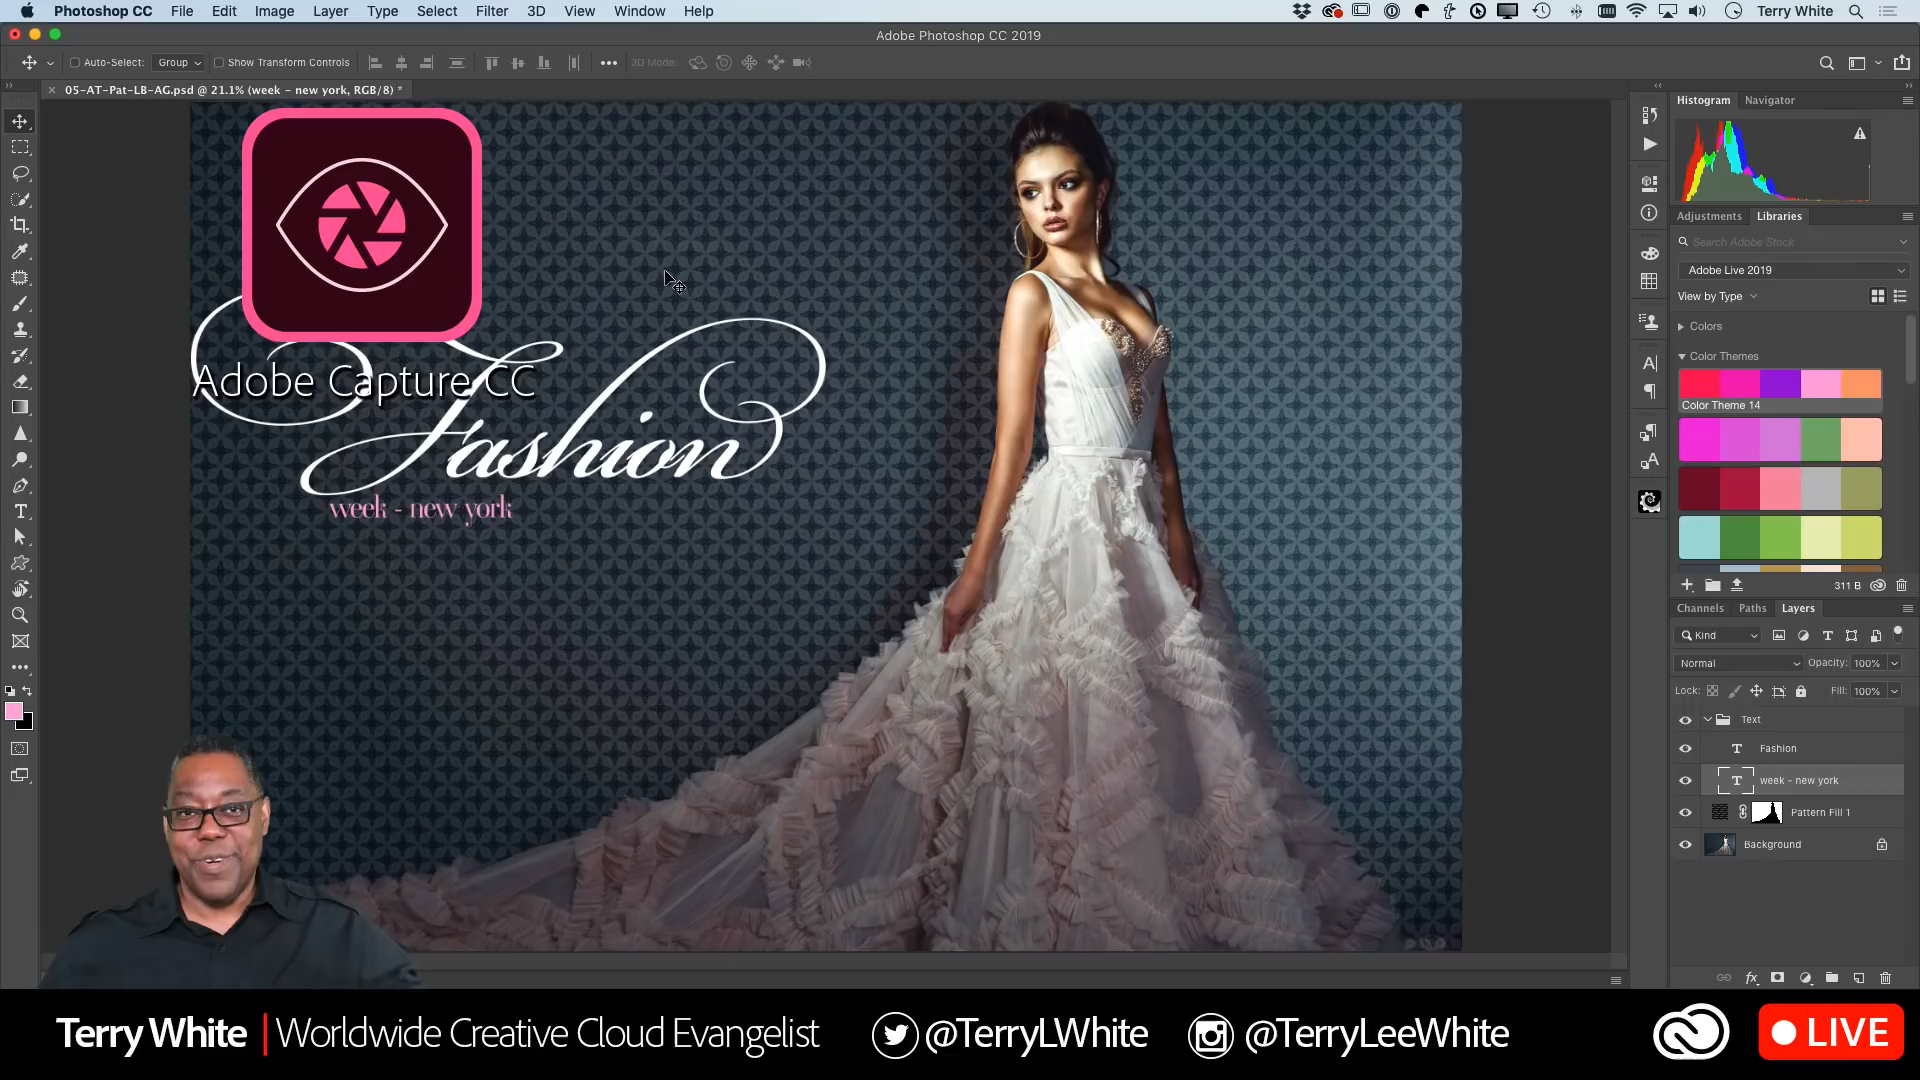 Photoshop CC File Edit Image Layer Type Select Filter 3D View Window Help Terry White
Adobe Photoshop CC 2019
Auto-Select: Group Show Transform Controls 3D Mode:
05-AT-Pat-LB-AG.psd @ 21.1% (week - new york, RGB/8) *
Adobe Capture CC
Fashion
week - new york
Histogram Navigator
Adjustments Libraries
Search Adobe Stock
Adobe Live 2019
View by Type
Colors
Color Themes
Color Theme 14
311 B
Channels Paths Layers
Kind
Normal Opacity: 100%
Lock: Fill: 100%
Text
Fashion
week - new york
Pattern Fill 1
Background
Terry White | Worldwide Creative Cloud Evangelist @TerryLWhite @TerryLeeWhite LIVE